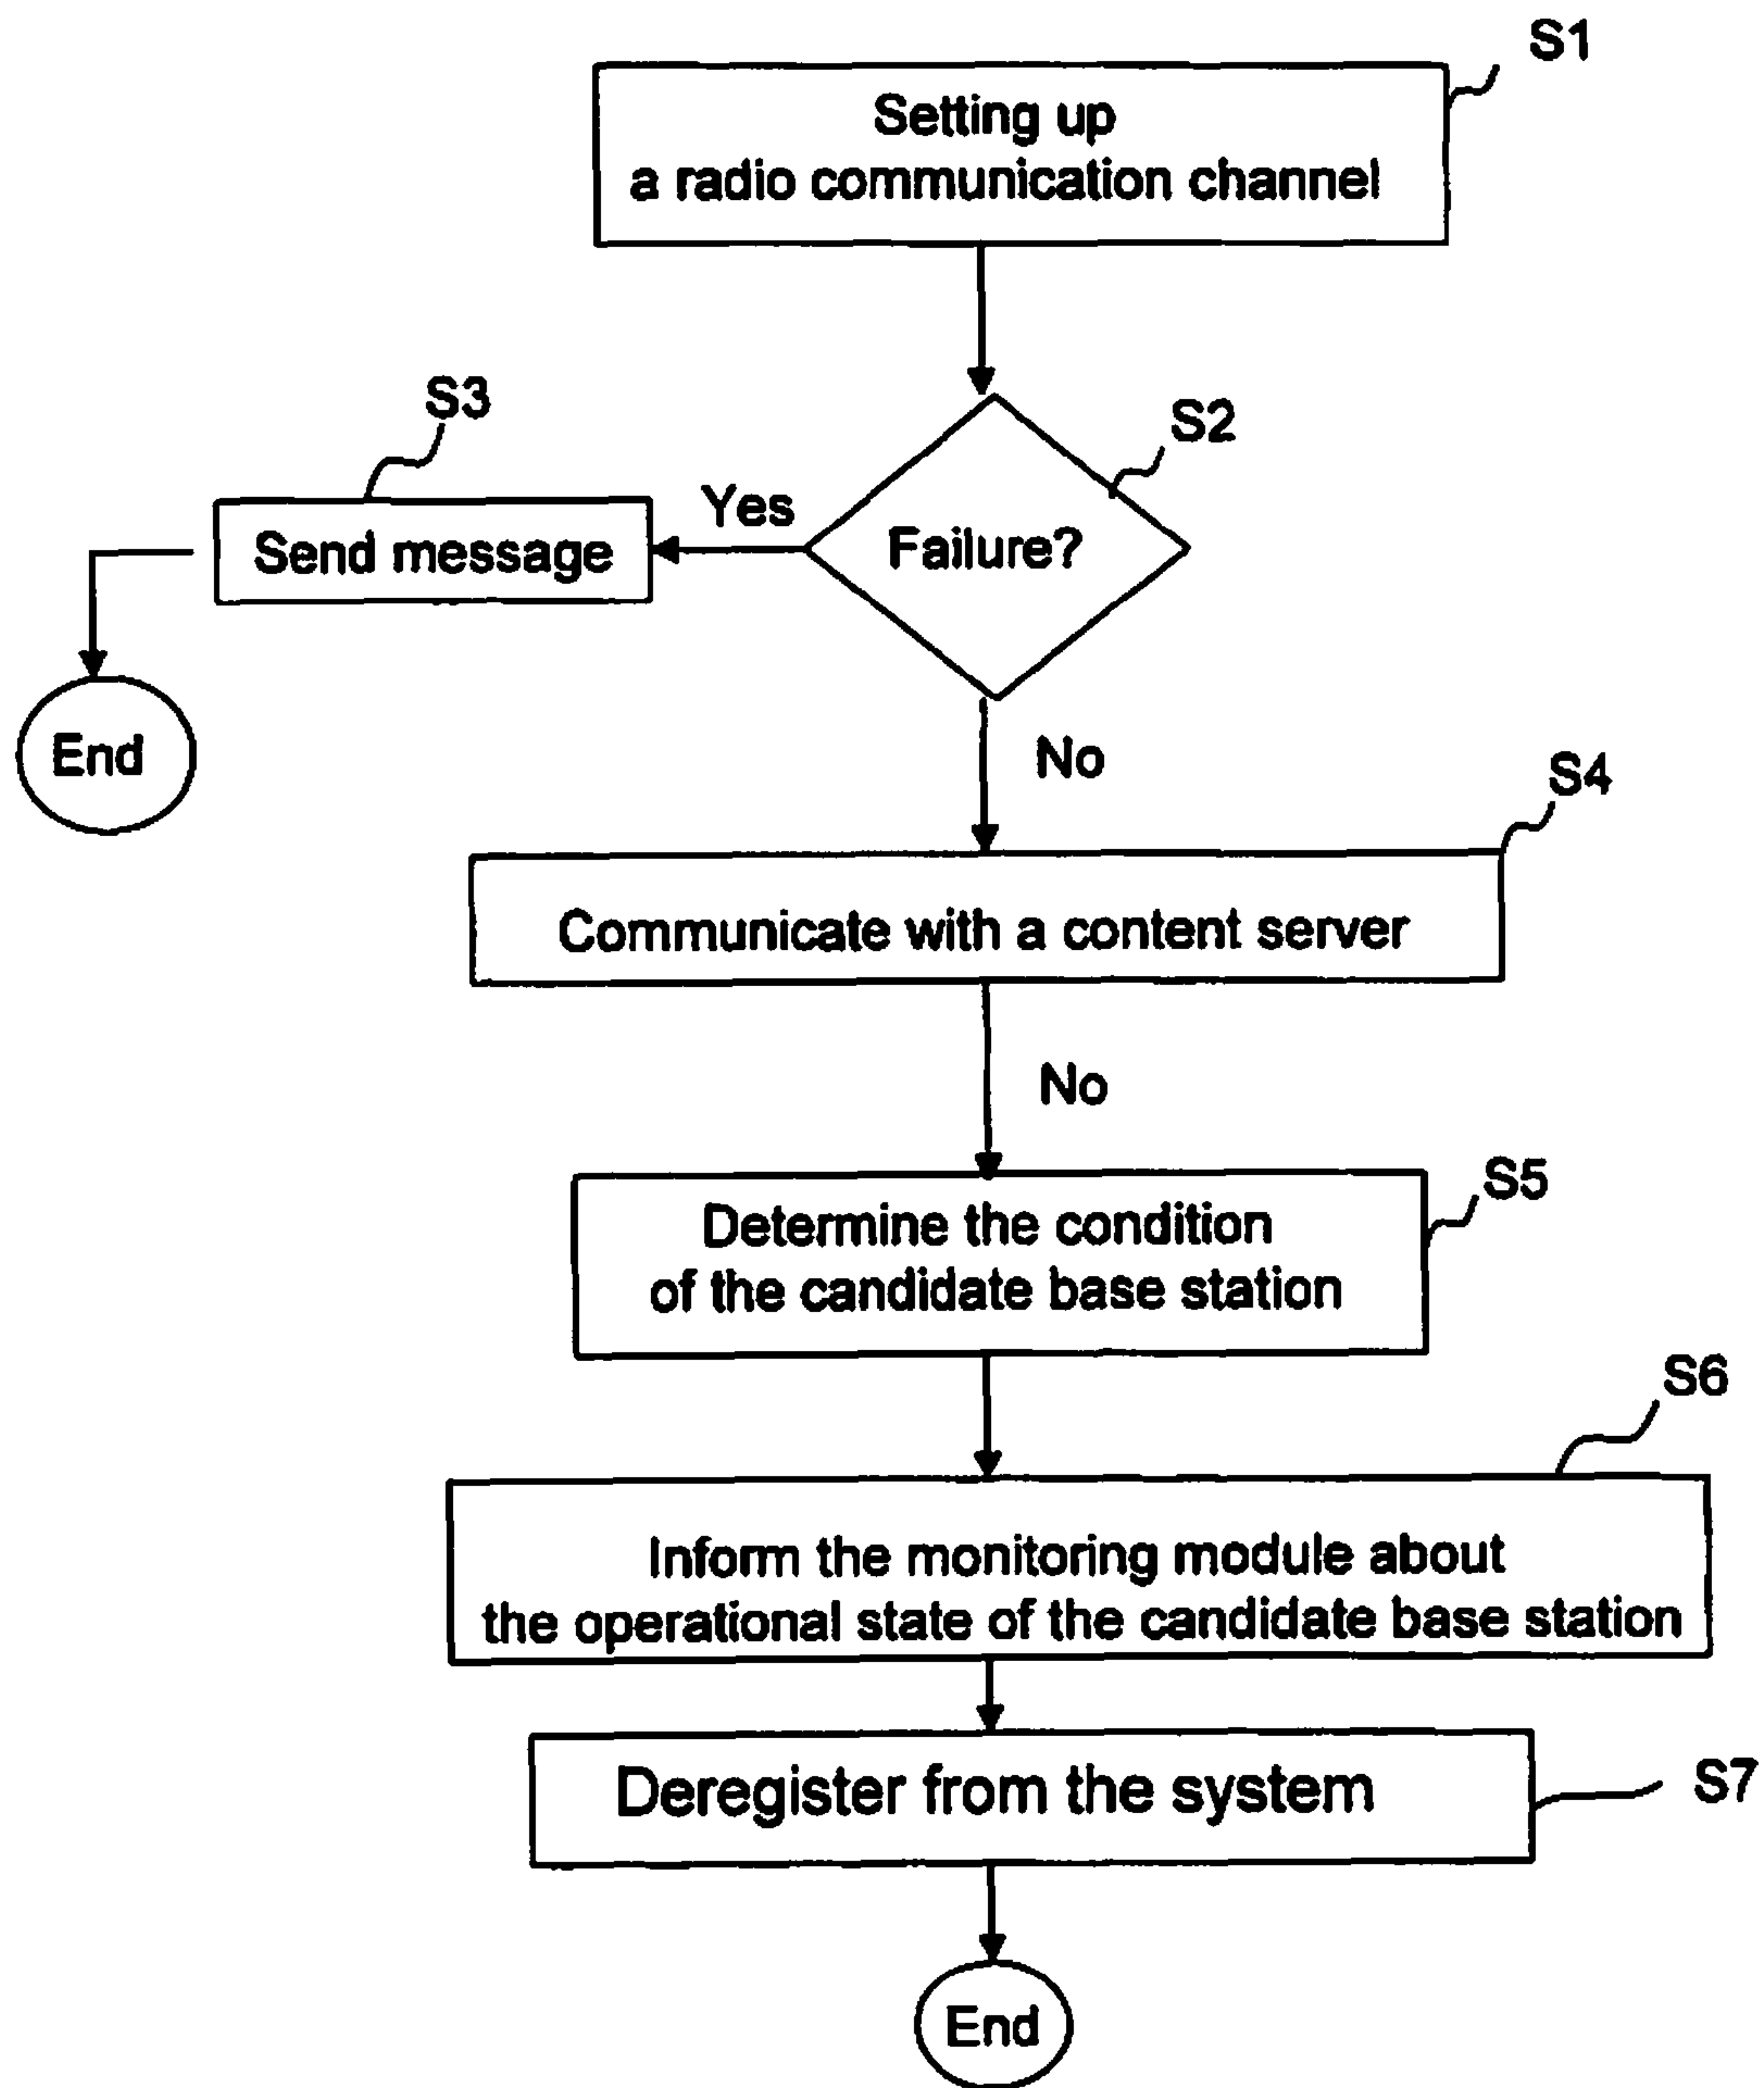 S1
Setting up
a radio communication channel
S3
S2
Yes
Failure?
Send message
End
No
S4
Communicate with a content server
No
S5
Determine the condition
of the candidate base station
S6
Inform the monitoring module about
the operational state of the candidate base station
Deregister from the system
S7
End